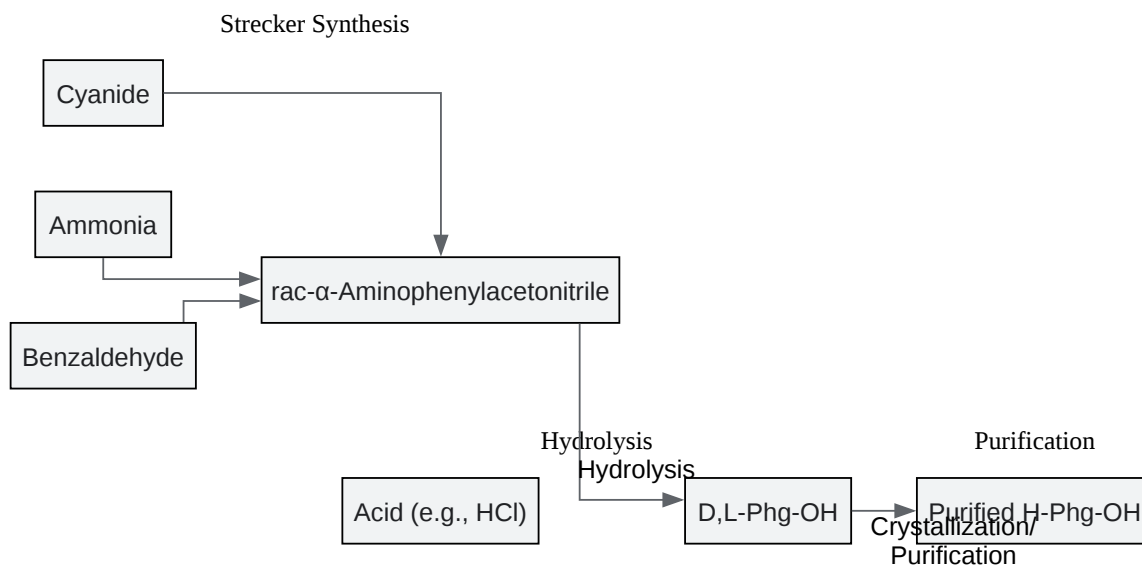 Strecker Synthesis
Cyanide
Ammonia
rac-α-Aminophenylacetonitrile
Benzaldehyde
Hydrolysis
Purification
Hydrolysis
Acid (e.g., HCl)
D,L-Phg-OH
Purified H-Phg-OH
Crystallization/
Purification